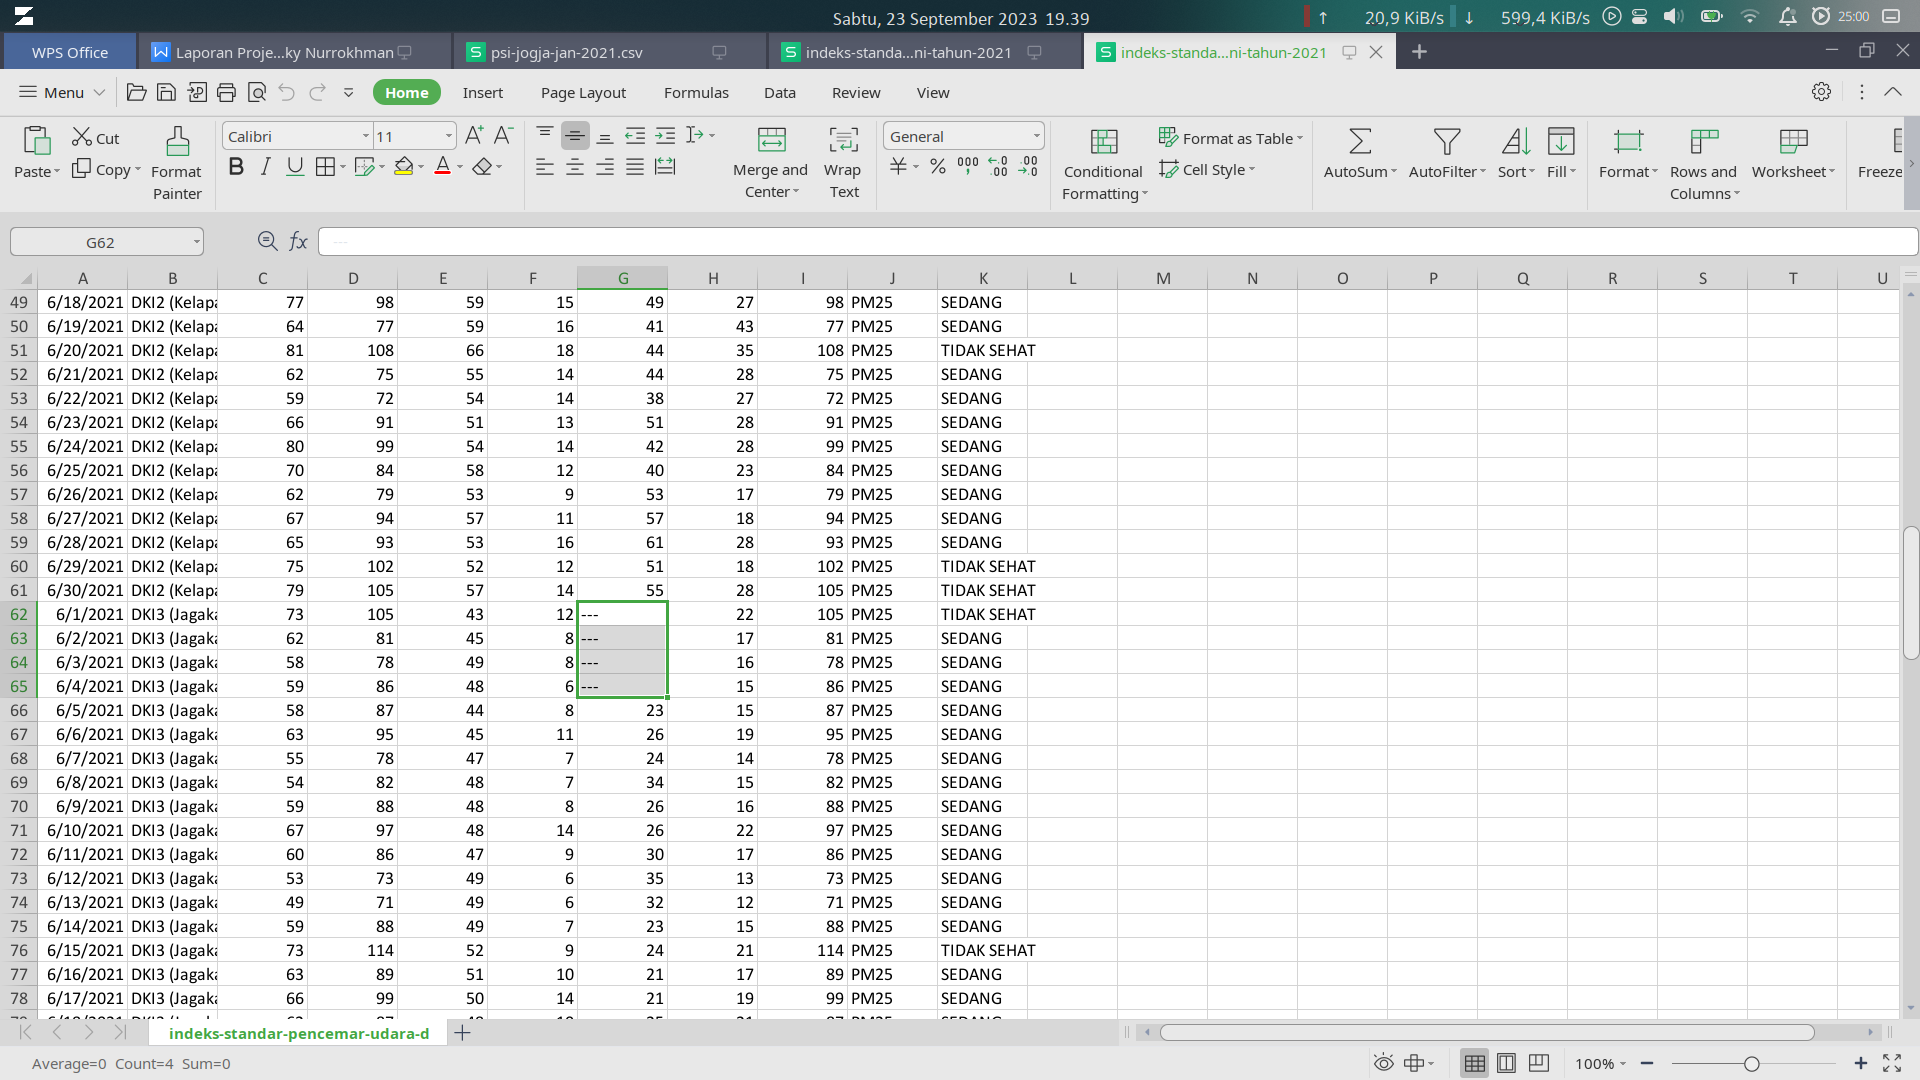 Sabtu, 23 September 2023 19.39
↑ 20,9 KiB/s ↓ 599,4 KiB/s 25:00
WPS Office Laporan Proje...ky Nurrokhman psi-jogja-jan-2021.csv indeks-standa...ni-tahun-2021 indeks-standa...ni-tahun-2021
Menu Home Insert Page Layout Formulas Data Review View
Paste Cut Copy Format Painter
Calibri 11
Merge and Center Wrap Text
General
Conditional Formatting Format as Table Cell Style
AutoSum AutoFilter Sort Fill Format Rows and Columns Worksheet Freeze
G62 fx ---
A B C D E F G H I J K L M N O P Q R S T U
49 6/18/2021 DKI2 (Kelapa 77 98 59 15 49 27 98 PM25 SEDANG
50 6/19/2021 DKI2 (Kelapa 64 77 59 16 41 43 77 PM25 SEDANG
51 6/20/2021 DKI2 (Kelapa 81 108 66 18 44 35 108 PM25 TIDAK SEHAT
52 6/21/2021 DKI2 (Kelapa 62 75 55 14 44 28 75 PM25 SEDANG
53 6/22/2021 DKI2 (Kelapa 59 72 54 14 38 27 72 PM25 SEDANG
54 6/23/2021 DKI2 (Kelapa 66 91 51 13 51 28 91 PM25 SEDANG
55 6/24/2021 DKI2 (Kelapa 80 99 54 14 42 28 99 PM25 SEDANG
56 6/25/2021 DKI2 (Kelapa 70 84 58 12 40 23 84 PM25 SEDANG
57 6/26/2021 DKI2 (Kelapa 62 79 53 9 53 17 79 PM25 SEDANG
58 6/27/2021 DKI2 (Kelapa 67 94 57 11 57 18 94 PM25 SEDANG
59 6/28/2021 DKI2 (Kelapa 65 93 53 16 61 28 93 PM25 SEDANG
60 6/29/2021 DKI2 (Kelapa 75 102 52 12 51 18 102 PM25 TIDAK SEHAT
61 6/30/2021 DKI2 (Kelapa 79 105 57 14 55 28 105 PM25 TIDAK SEHAT
62 6/1/2021 DKI3 (Jagaka 73 105 43 12 --- 22 105 PM25 TIDAK SEHAT
63 6/2/2021 DKI3 (Jagaka 62 81 45 8 --- 17 81 PM25 SEDANG
64 6/3/2021 DKI3 (Jagaka 58 78 49 8 --- 16 78 PM25 SEDANG
65 6/4/2021 DKI3 (Jagaka 59 86 48 6 --- 15 86 PM25 SEDANG
66 6/5/2021 DKI3 (Jagaka 58 87 44 8 23 15 87 PM25 SEDANG
67 6/6/2021 DKI3 (Jagaka 63 95 45 11 26 19 95 PM25 SEDANG
68 6/7/2021 DKI3 (Jagaka 55 78 47 7 24 14 78 PM25 SEDANG
69 6/8/2021 DKI3 (Jagaka 54 82 48 7 34 15 82 PM25 SEDANG
70 6/9/2021 DKI3 (Jagaka 59 88 48 8 26 16 88 PM25 SEDANG
71 6/10/2021 DKI3 (Jagaka 67 97 48 14 26 22 97 PM25 SEDANG
72 6/11/2021 DKI3 (Jagaka 60 86 47 9 30 17 86 PM25 SEDANG
73 6/12/2021 DKI3 (Jagaka 53 73 49 6 35 13 73 PM25 SEDANG
74 6/13/2021 DKI3 (Jagaka 49 71 49 6 32 12 71 PM25 SEDANG
75 6/14/2021 DKI3 (Jagaka 59 88 49 7 23 15 88 PM25 SEDANG
76 6/15/2021 DKI3 (Jagaka 73 114 52 9 24 21 114 PM25 TIDAK SEHAT
77 6/16/2021 DKI3 (Jagaka 63 89 51 10 21 17 89 PM25 SEDANG
78 6/17/2021 DKI3 (Jagaka 66 99 50 14 21 19 99 PM25 SEDANG
indeks-standar-pencemar-udara-d
Average=0 Count=4 Sum=0 100%